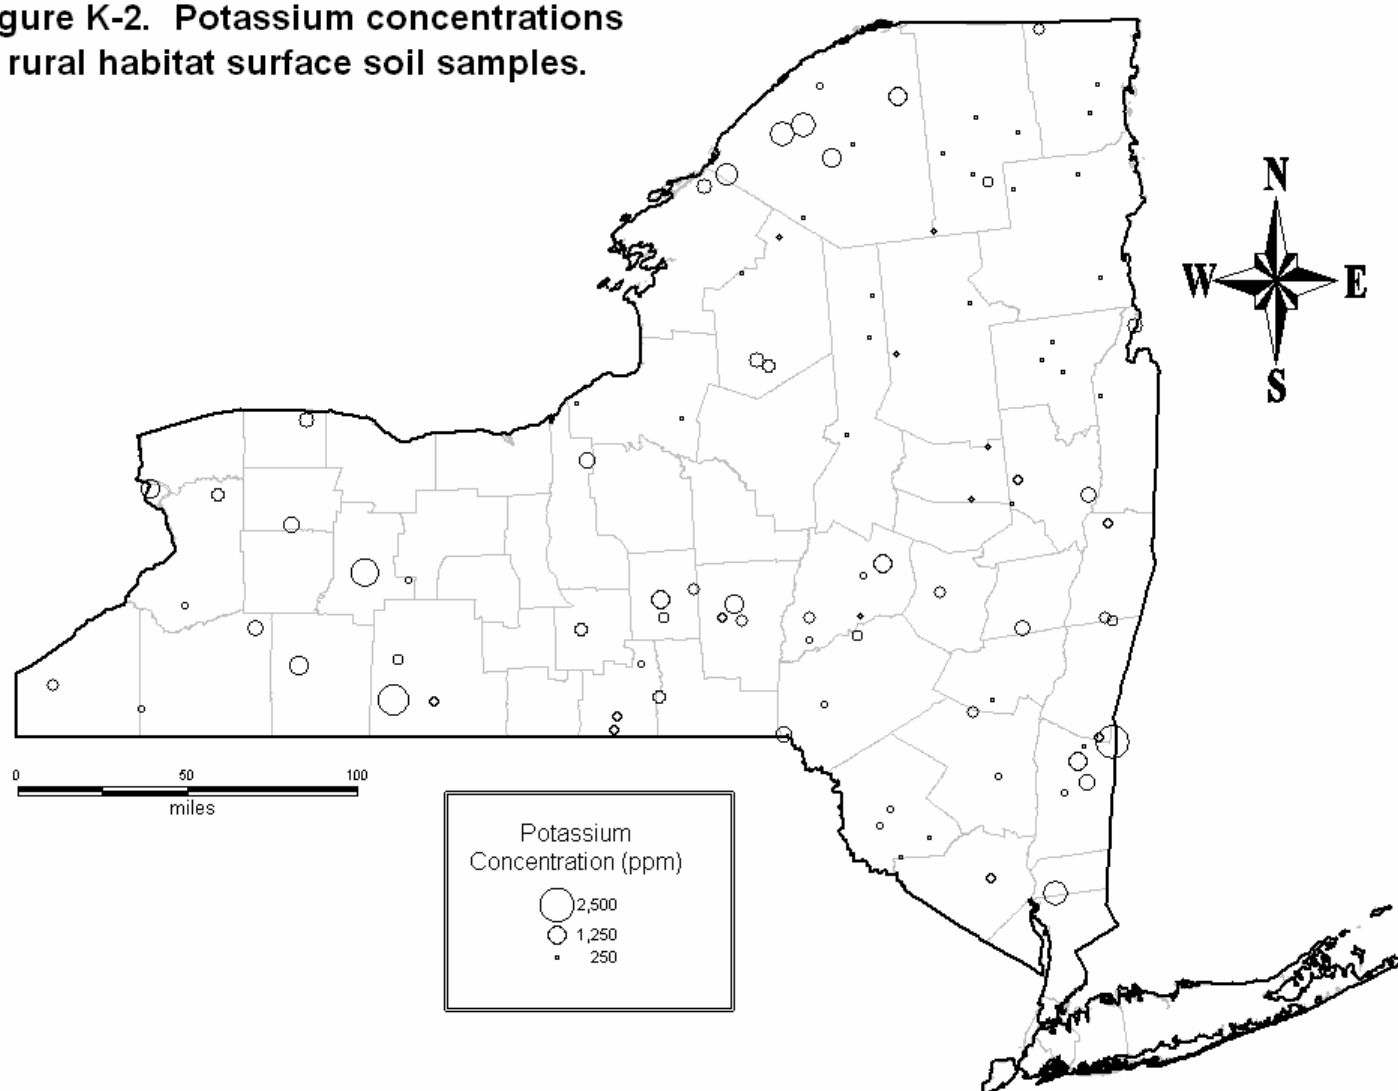 gure K-2. Potassium concentrations
rural habitat surface soil samples.
N
W
E
S
0 50 100
miles
Potassium
Concentration (ppm)
2,500
1,250
250